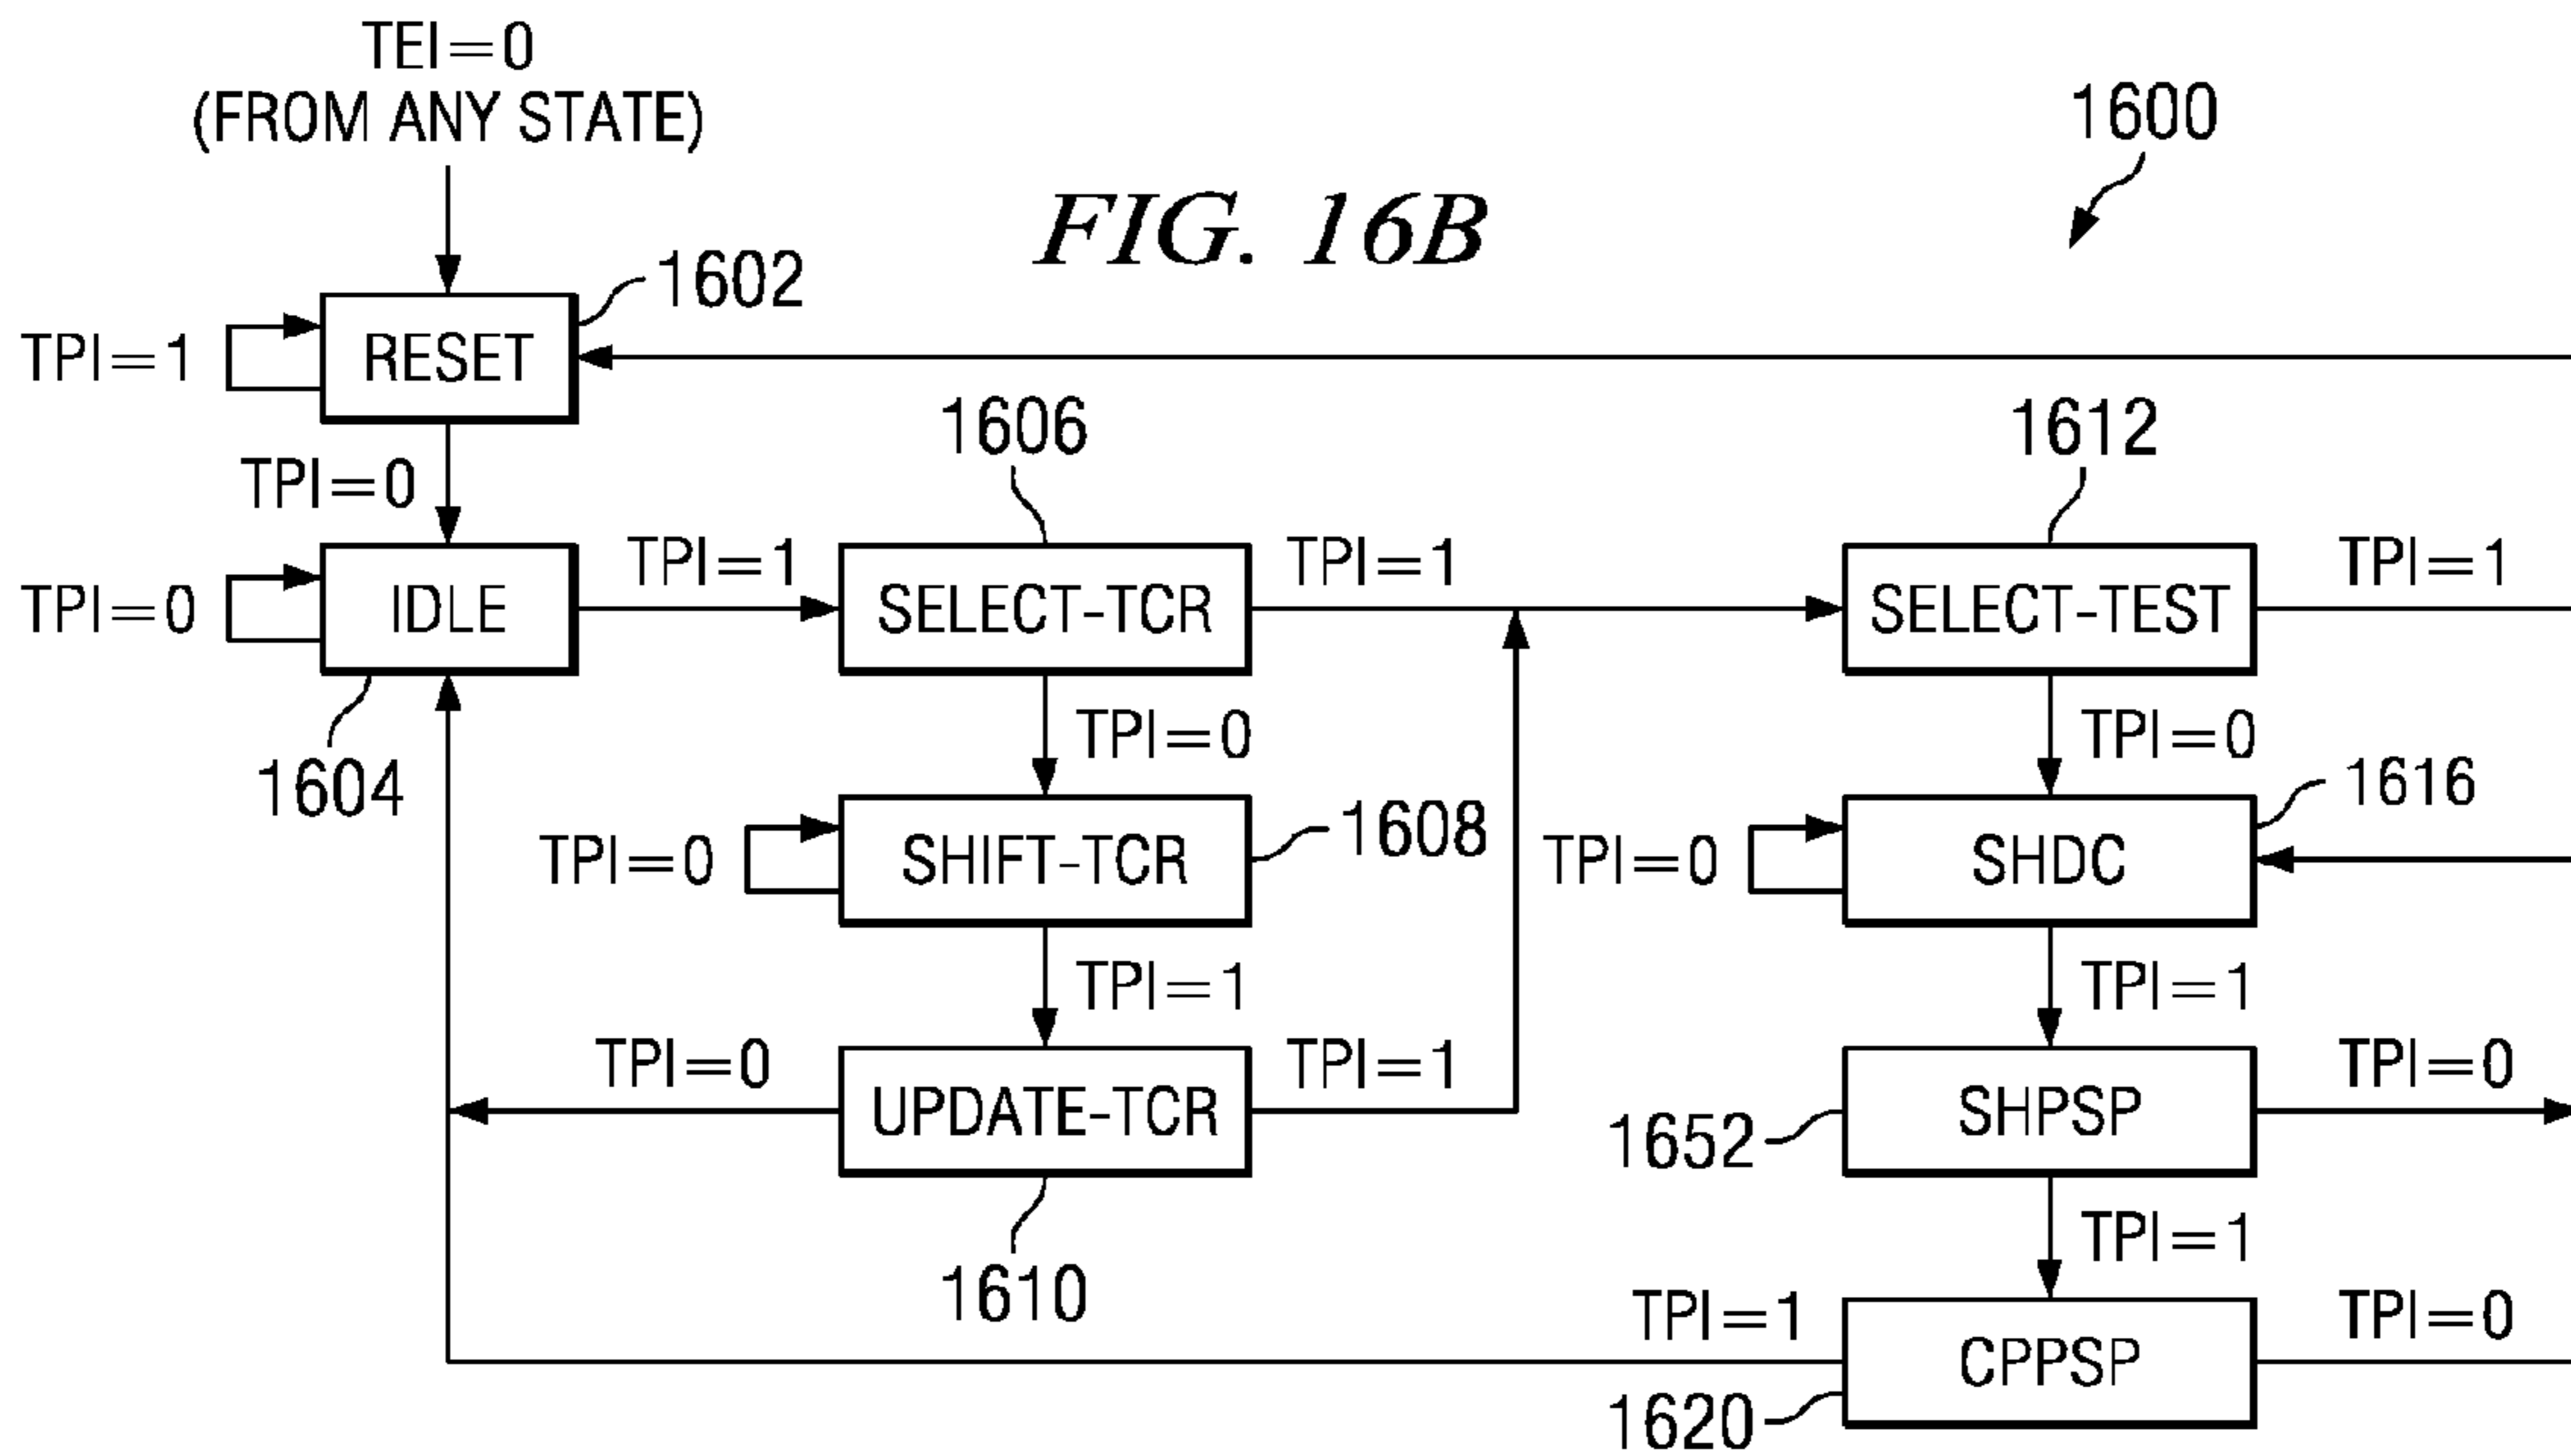 TEI=0
(FROM ANY STATE)
1600
FIG. 16B
1602
TPI=1
RESET
1606
1612
TPI=0
TPI=1
TPI=1
TPI=1
TPI=0
IDLE
SELECT-TCR
SELECT-TEST
TPI=0
TPI=0
1604
1616
1608
TPI=0
SHIFT-TCR
TPI=0
SHDC
TPI=1
TPI=1
TPI=0
TPI=1
TPI=0
UPDATE-TCR
SHPSP
1652
TPI=1
1610
TPI=1
TPI=0
CPPSP
1620